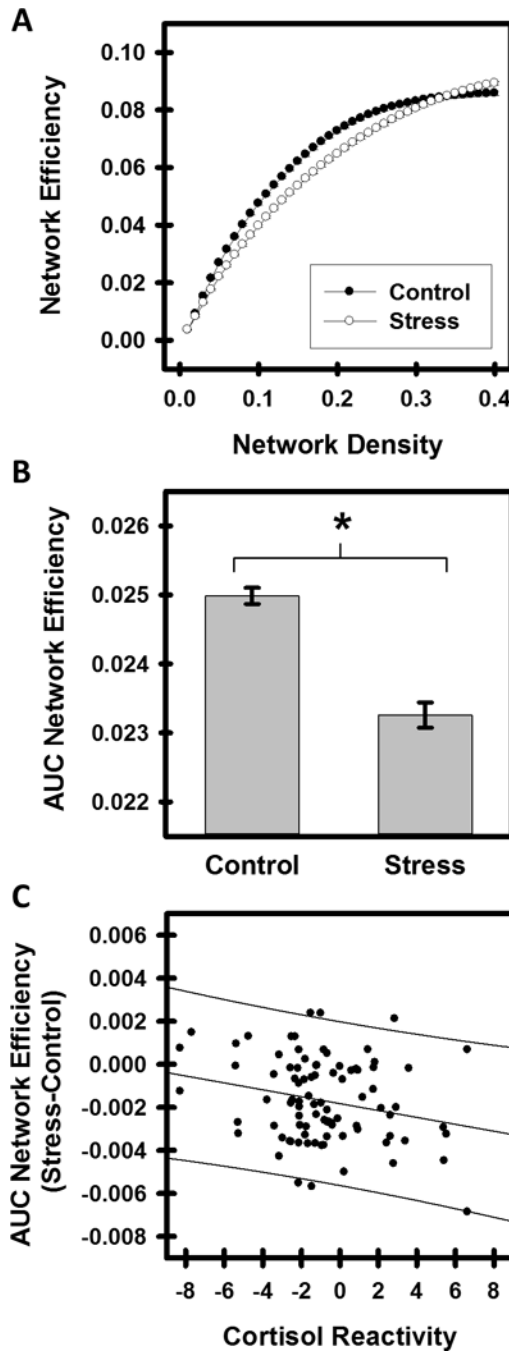 A
Network Efficiency
0.10
0.08
0.06
0.04
0.02
0.00
Control
Stress
0.0 0.1 0.2 0.3 0.4
Network Density
B
AUC Network Efficiency
0.026
0.025
0.024
0.023
0.022
*
Control Stress
C
AUC Network Efficiency
(Stress-Control)
0.006
0.004
0.002
0.000
-0.002
-0.004
-0.006
-0.008
-8 -6 -4 -2 0 2 4 6 8
Cortisol Reactivity